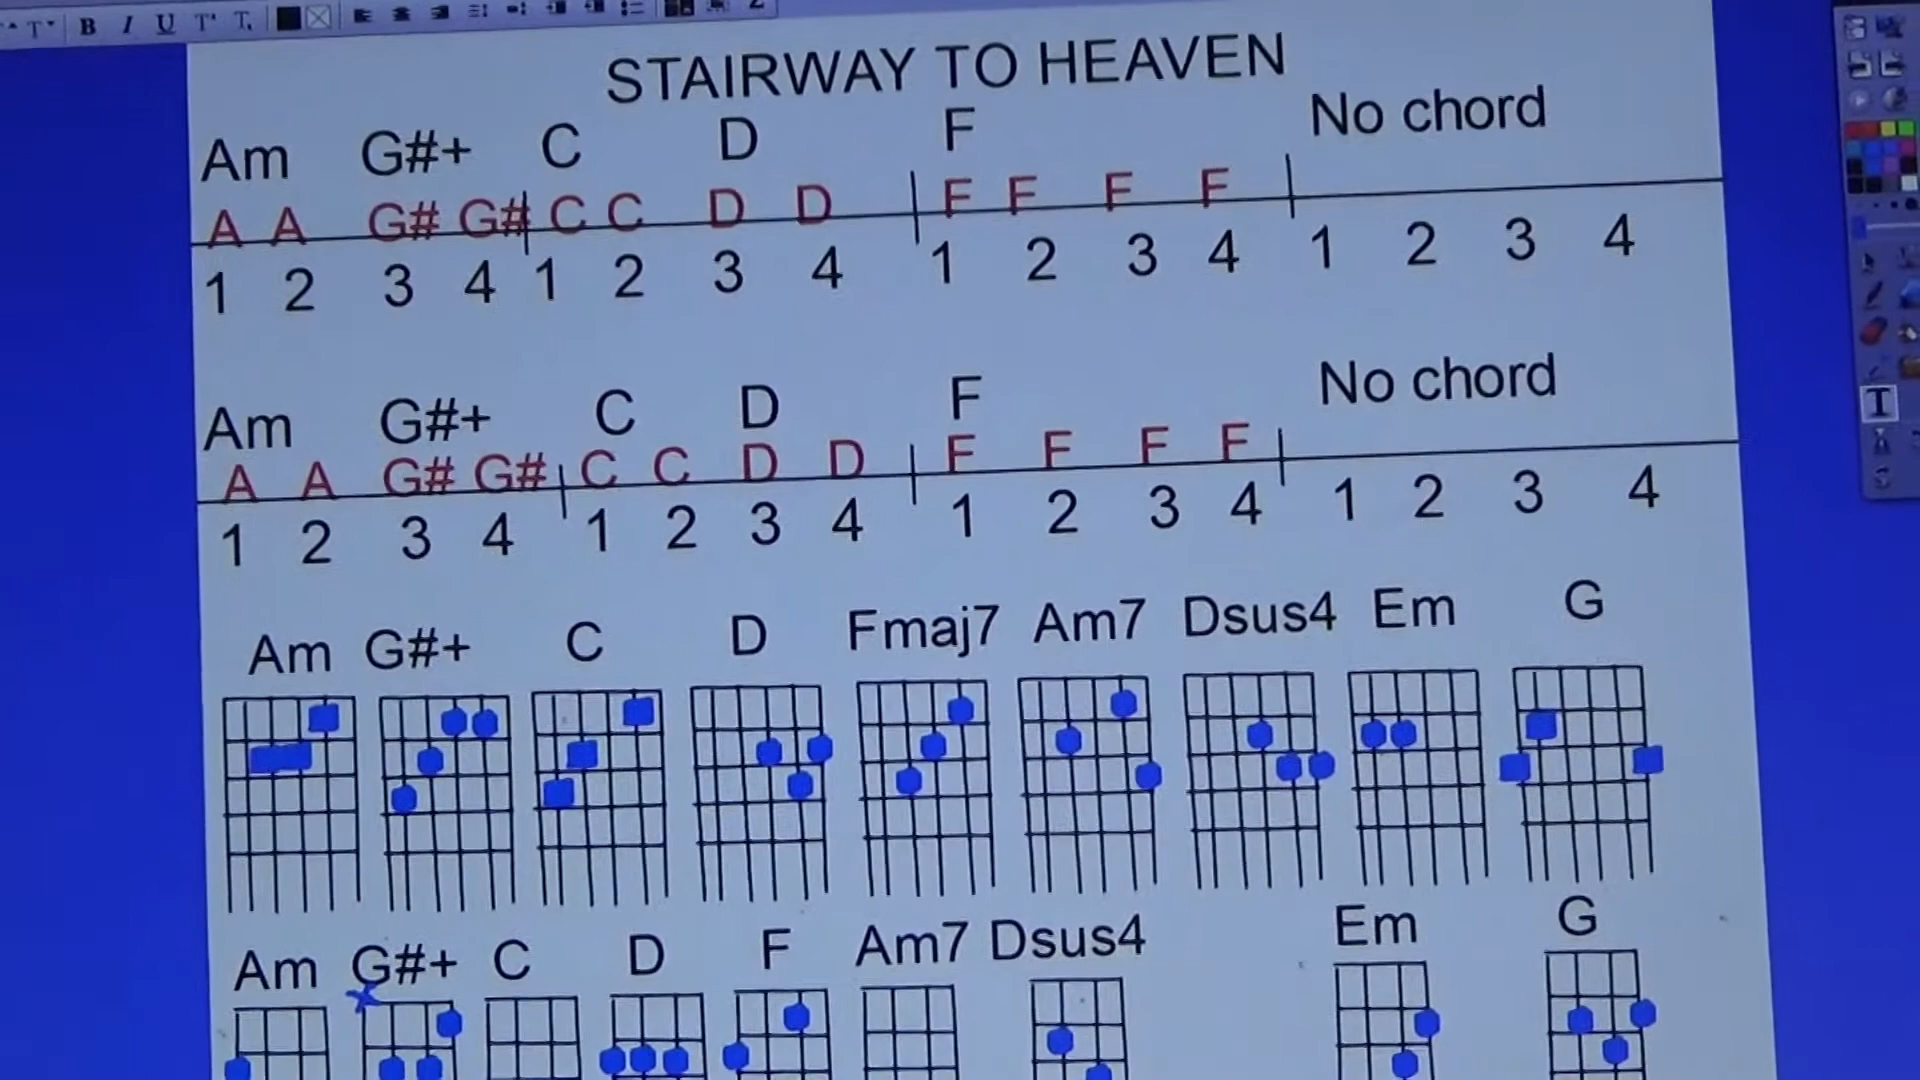 B I U T T
STAIRWAY TO HEAVEN
Am G#+ C D F No chord
A A G# G# C C D D F F F F
1 2 3 4 1 2 3 4 1 2 3 4 1 2 3 4
Am G#+ C D F No chord
A A G# G# C C D D F F F F
1 2 3 4 1 2 3 4 1 2 3 4 1 2 3 4
Am G#+ C D Fmaj7 Am7 Dsus4 Em G
Am G#+ C D F Am7 Dsus4 Em G
x
T